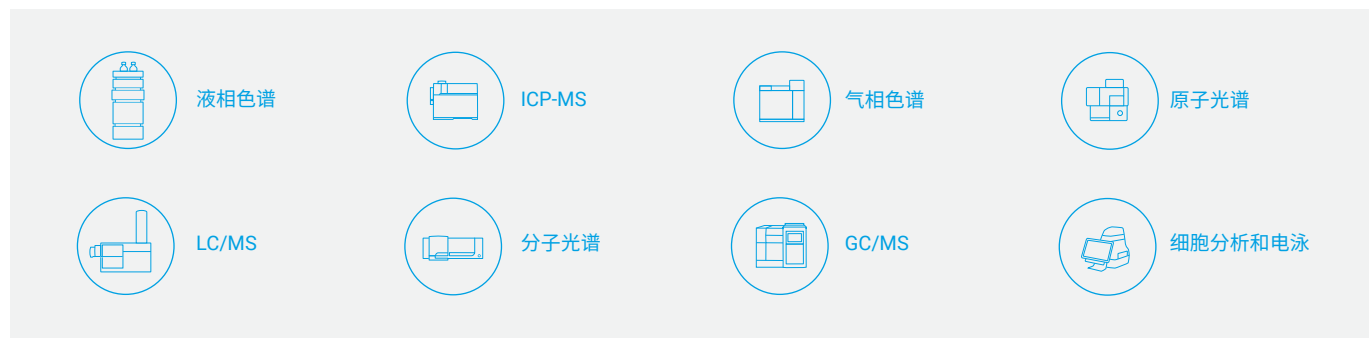 液相色谱
ICP-MS
气相色谱
原子光谱
LC/MS
分子光谱
GC/MS
细胞分析和电泳